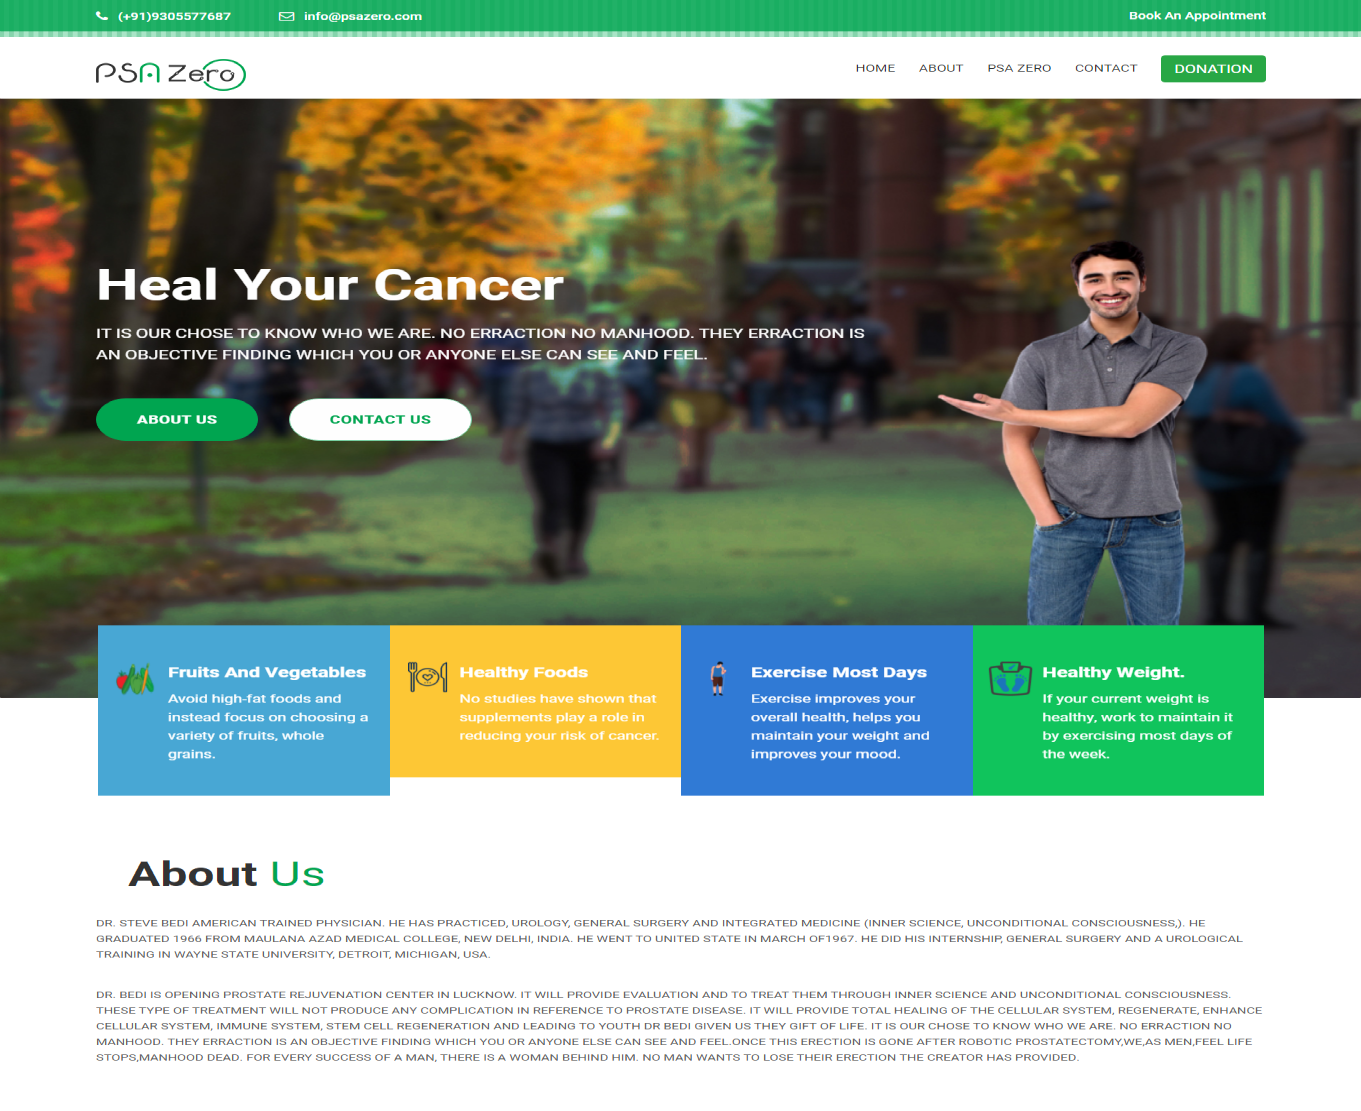 (+91)9305577687 info@psazero.com Book An Appointment
PSA Zero HOME ABOUT PSA ZERO CONTACT DONATION
Heal Your Cancer
IT IS OUR CHOSE TO KNOW WHO WE ARE. NO ERRACTION NO MANHOOD. THEY ERRACTION IS
AN OBJECTIVE FINDING WHICH YOU OR ANYONE ELSE CAN SEE AND FEEL.
ABOUT US CONTACT US
Fruits And Vegetables
Avoid high-fat foods and
instead focus on choosing a
variety of fruits, whole
grains.
Healthy Foods
No studies have shown that
supplements play a role in
reducing your risk of cancer.
Exercise Most Days
Exercise improves your
overall health, helps you
maintain your weight and
improves your mood.
Healthy Weight.
If your current weight is
healthy, work to maintain it
by exercising most days of
the week.
About Us
DR. STEVE BEDI AMERICAN TRAINED PHYSICIAN. HE HAS PRACTICED, UROLOGY, GENERAL SURGERY AND INTEGRATED MEDICINE (INNER SCIENCE, UNCONDITIONAL CONSCIOUSNESS,). HE
GRADUATED 1966 FROM MAULANA AZAD MEDICAL COLLEGE, NEW DELHI, INDIA. HE WENT TO UNITED STATE IN MARCH OF1967. HE DID HIS INTERNSHIP, GENERAL SURGERY AND A UROLOGICAL
TRAINING IN WAYNE STATE UNIVERSITY, DETROIT, MICHIGAN, USA.
DR. BEDI IS OPENING PROSTATE REJUVENATION CENTER IN LUCKNOW. IT WILL PROVIDE EVALUATION AND TO TREAT THEM THROUGH INNER SCIENCE AND UNCONDITIONAL CONSCIOUSNESS.
THESE TYPE OF TREATMENT WILL NOT PRODUCE ANY COMPLICATION IN REFERENCE TO PROSTATE DISEASE. IT WILL PROVIDE TOTAL HEALING OF THE CELLULAR SYSTEM, REGENERATE, ENHANCE
CELLULAR SYSTEM, IMMUNE SYSTEM, STEM CELL REGENERATION AND LEADING TO YOUTH DR BEDI GIVEN US THEY GIFT OF LIFE. IT IS OUR CHOSE TO KNOW WHO WE ARE. NO ERRACTION NO
MANHOOD. THEY ERRACTION IS AN OBJECTIVE FINDING WHICH YOU OR ANYONE ELSE CAN SEE AND FEEL.ONCE THIS ERECTION IS GONE AFTER ROBOTIC PROSTATECTOMY,WE,AS MEN,FEEL LIFE
STOPS,MANHOOD DEAD. FOR EVERY SUCCESS OF A MAN, THERE IS A WOMAN BEHIND HIM. NO MAN WANTS TO LOSE THEIR ERECTION THE CREATOR HAS PROVIDED.